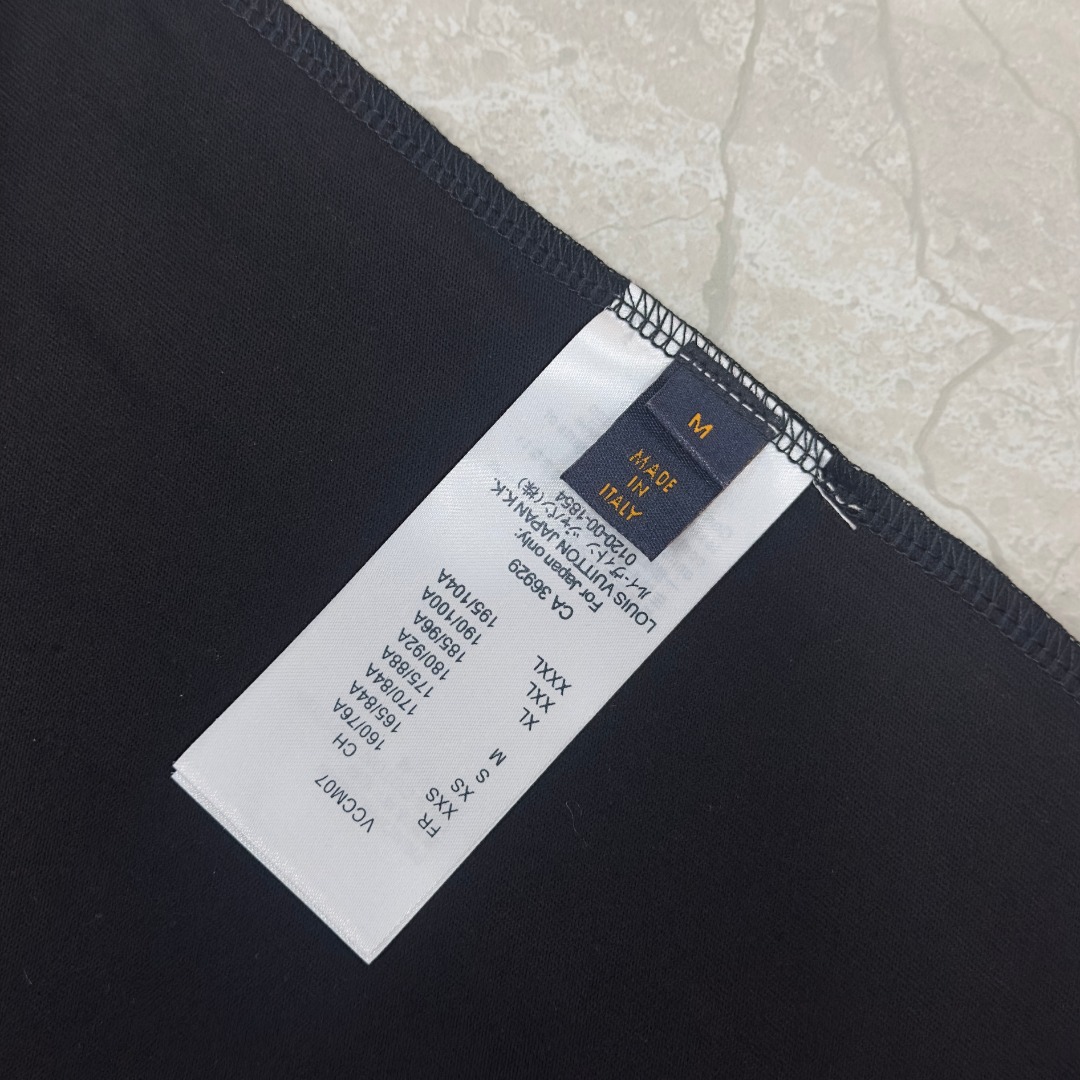 M
MADE
IN
ITALY
VCCM07
FR CH
XXS 160/76A
XS 165/84A
S 170/84A
M 175/88A
180/92A
XL 185/96A
XXL 190/100A
XXXL 195/104A
CA 36929
For Japan only:
LOUIS VUITTON JAPAN K.K.
ルイ-ヴィトン ジャパン(株)
0120-00-1854